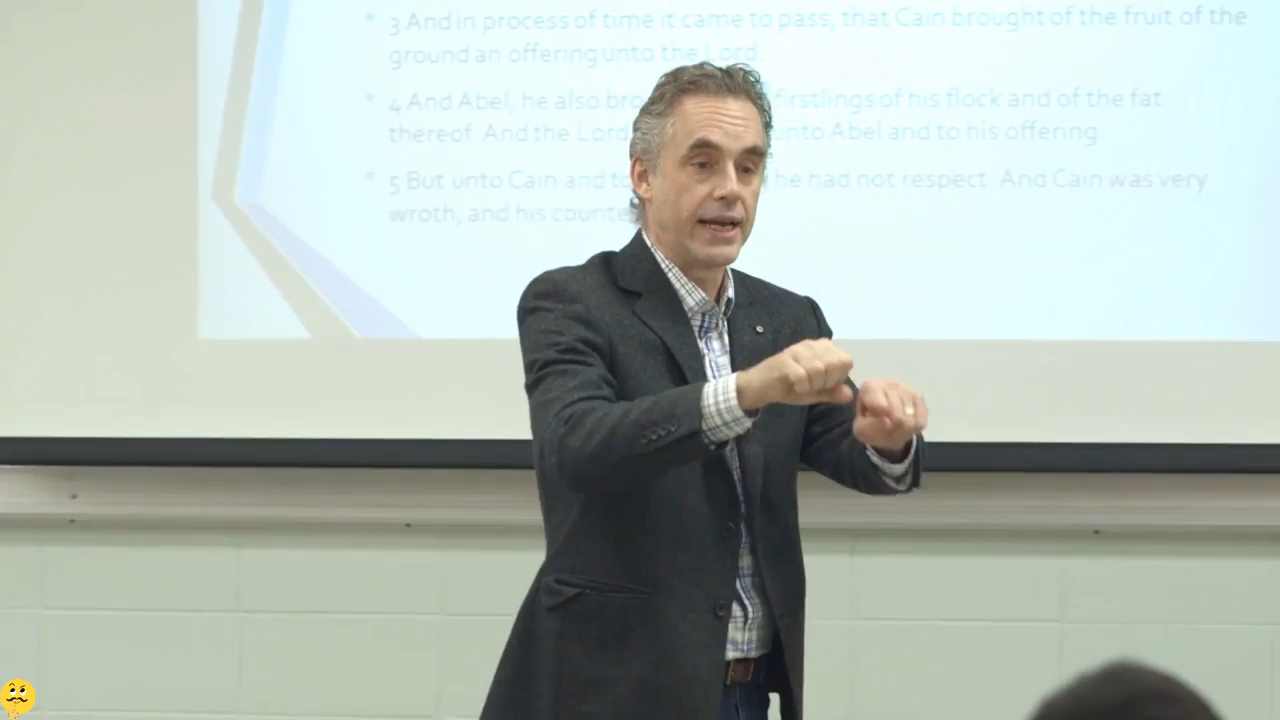 3 And in process of time it came to pass, that Cain brought of the fruit of the
ground an offering unto the Lord.
4 And Abel, he also bro firstlings of his flock and of the fat
thereof. And the Lord unto Abel and to his offering
5 But unto Cain and to he had not respect. And Cain was very
wroth, and his counte